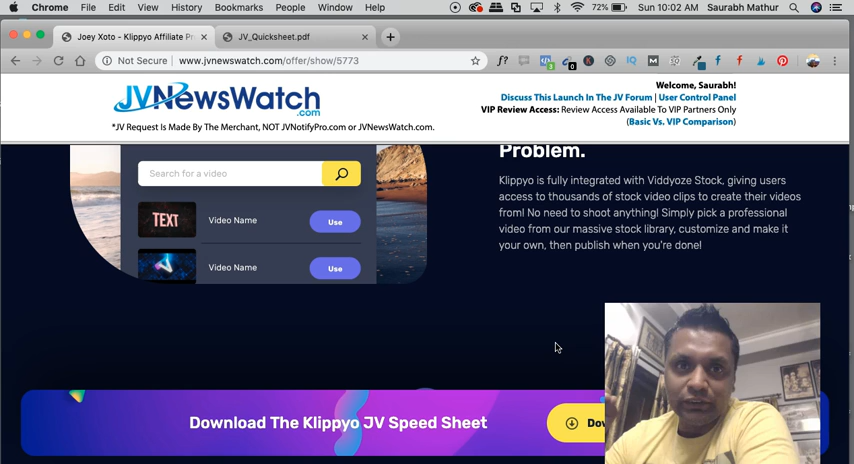 Chrome File Edit View History Bookmarks People Window Help 72% Sun 10:02 AM Saurabh Mathur
Joey Xoto - Klippyo Affiliate Pr
JV_Quicksheet.pdf
Not Secure | www.jvnewswatch.com/offer/show/5773
JVNewsWatch.com
*JV Request Is Made By The Merchant, NOT JVNotifyPro.com or JVNewsWatch.com.
Welcome, Saurabh!
Discuss This Launch In The JV Forum | User Control Panel
VIP Review Access: Review Access Available To VIP Partners Only
(Basic Vs. VIP Comparison)
Search for a video
TEXT Video Name Use
Video Name Use
Problem.
Klippyo is fully integrated with Viddyoze Stock, giving users
access to thousands of stock video clips to create their videos
from! No need to shoot anything! Simply pick a professional
video from our massive stock library, customize and make it
your own, then publish when you're done!
Download The Klippyo JV Speed Sheet